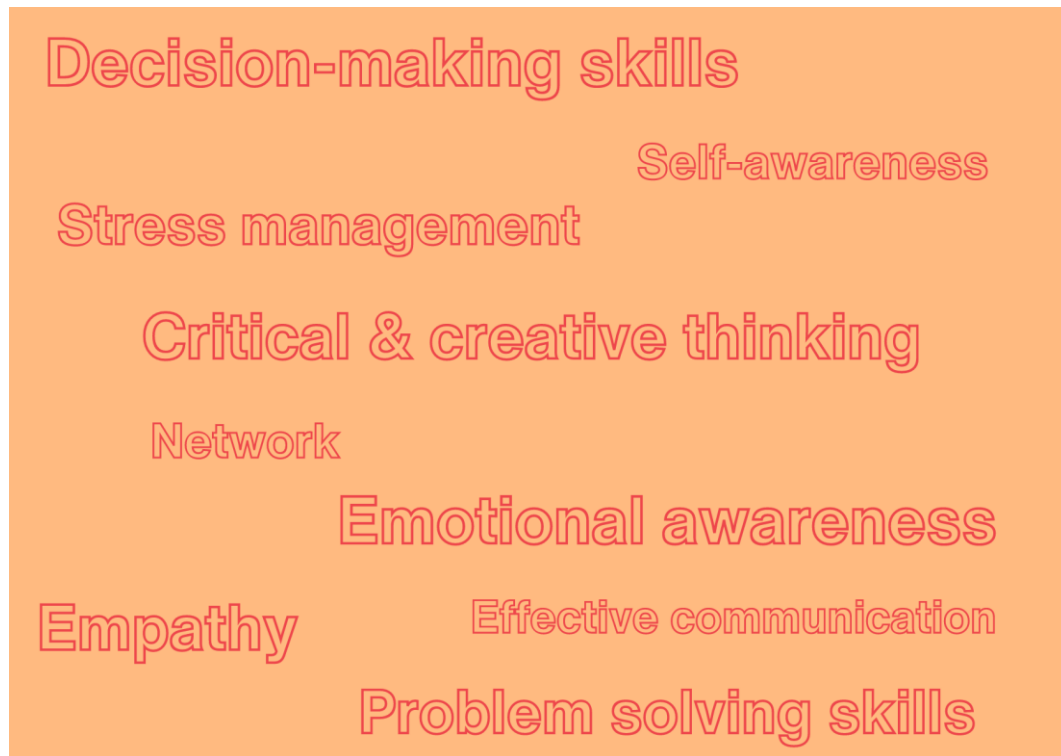 Decision-making skills
Self-awareness
Stress management
Critical & creative thinking
Network
Emotional awareness
Empathy
Effective communication
Problem solving skills